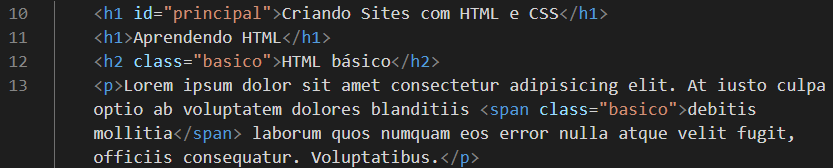 10 <h1 id="principal">Criando Sites com HTML e CSS</h1>
11 <h1>Aprendendo HTML</h1>
12 <h2 class="basico">HTML básico</h2>
13 <p>Lorem ipsum dolor sit amet consectetur adipisicing elit. At iusto culpa
optio ab voluptatem dolores blanditiis <span class="basico">debitis
mollitia</span> laborum quos numquam eos error nulla atque velit fugit,
officiis consequatur. Voluptatibus.</p>